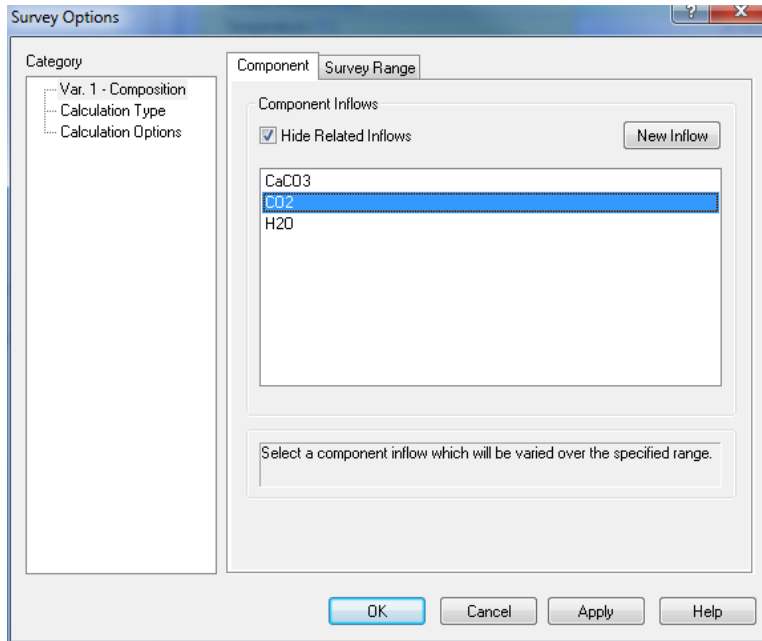 Survey Options
?
X
Category
Var. 1 - Composition
Calculation Type
Calculation Options
Component
Survey Range
Component Inflows
Hide Related Inflows
New Inflow
CaCO3
CO2
H2O
Select a component inflow which will be varied over the specified range.
OK
Cancel
Apply
Help